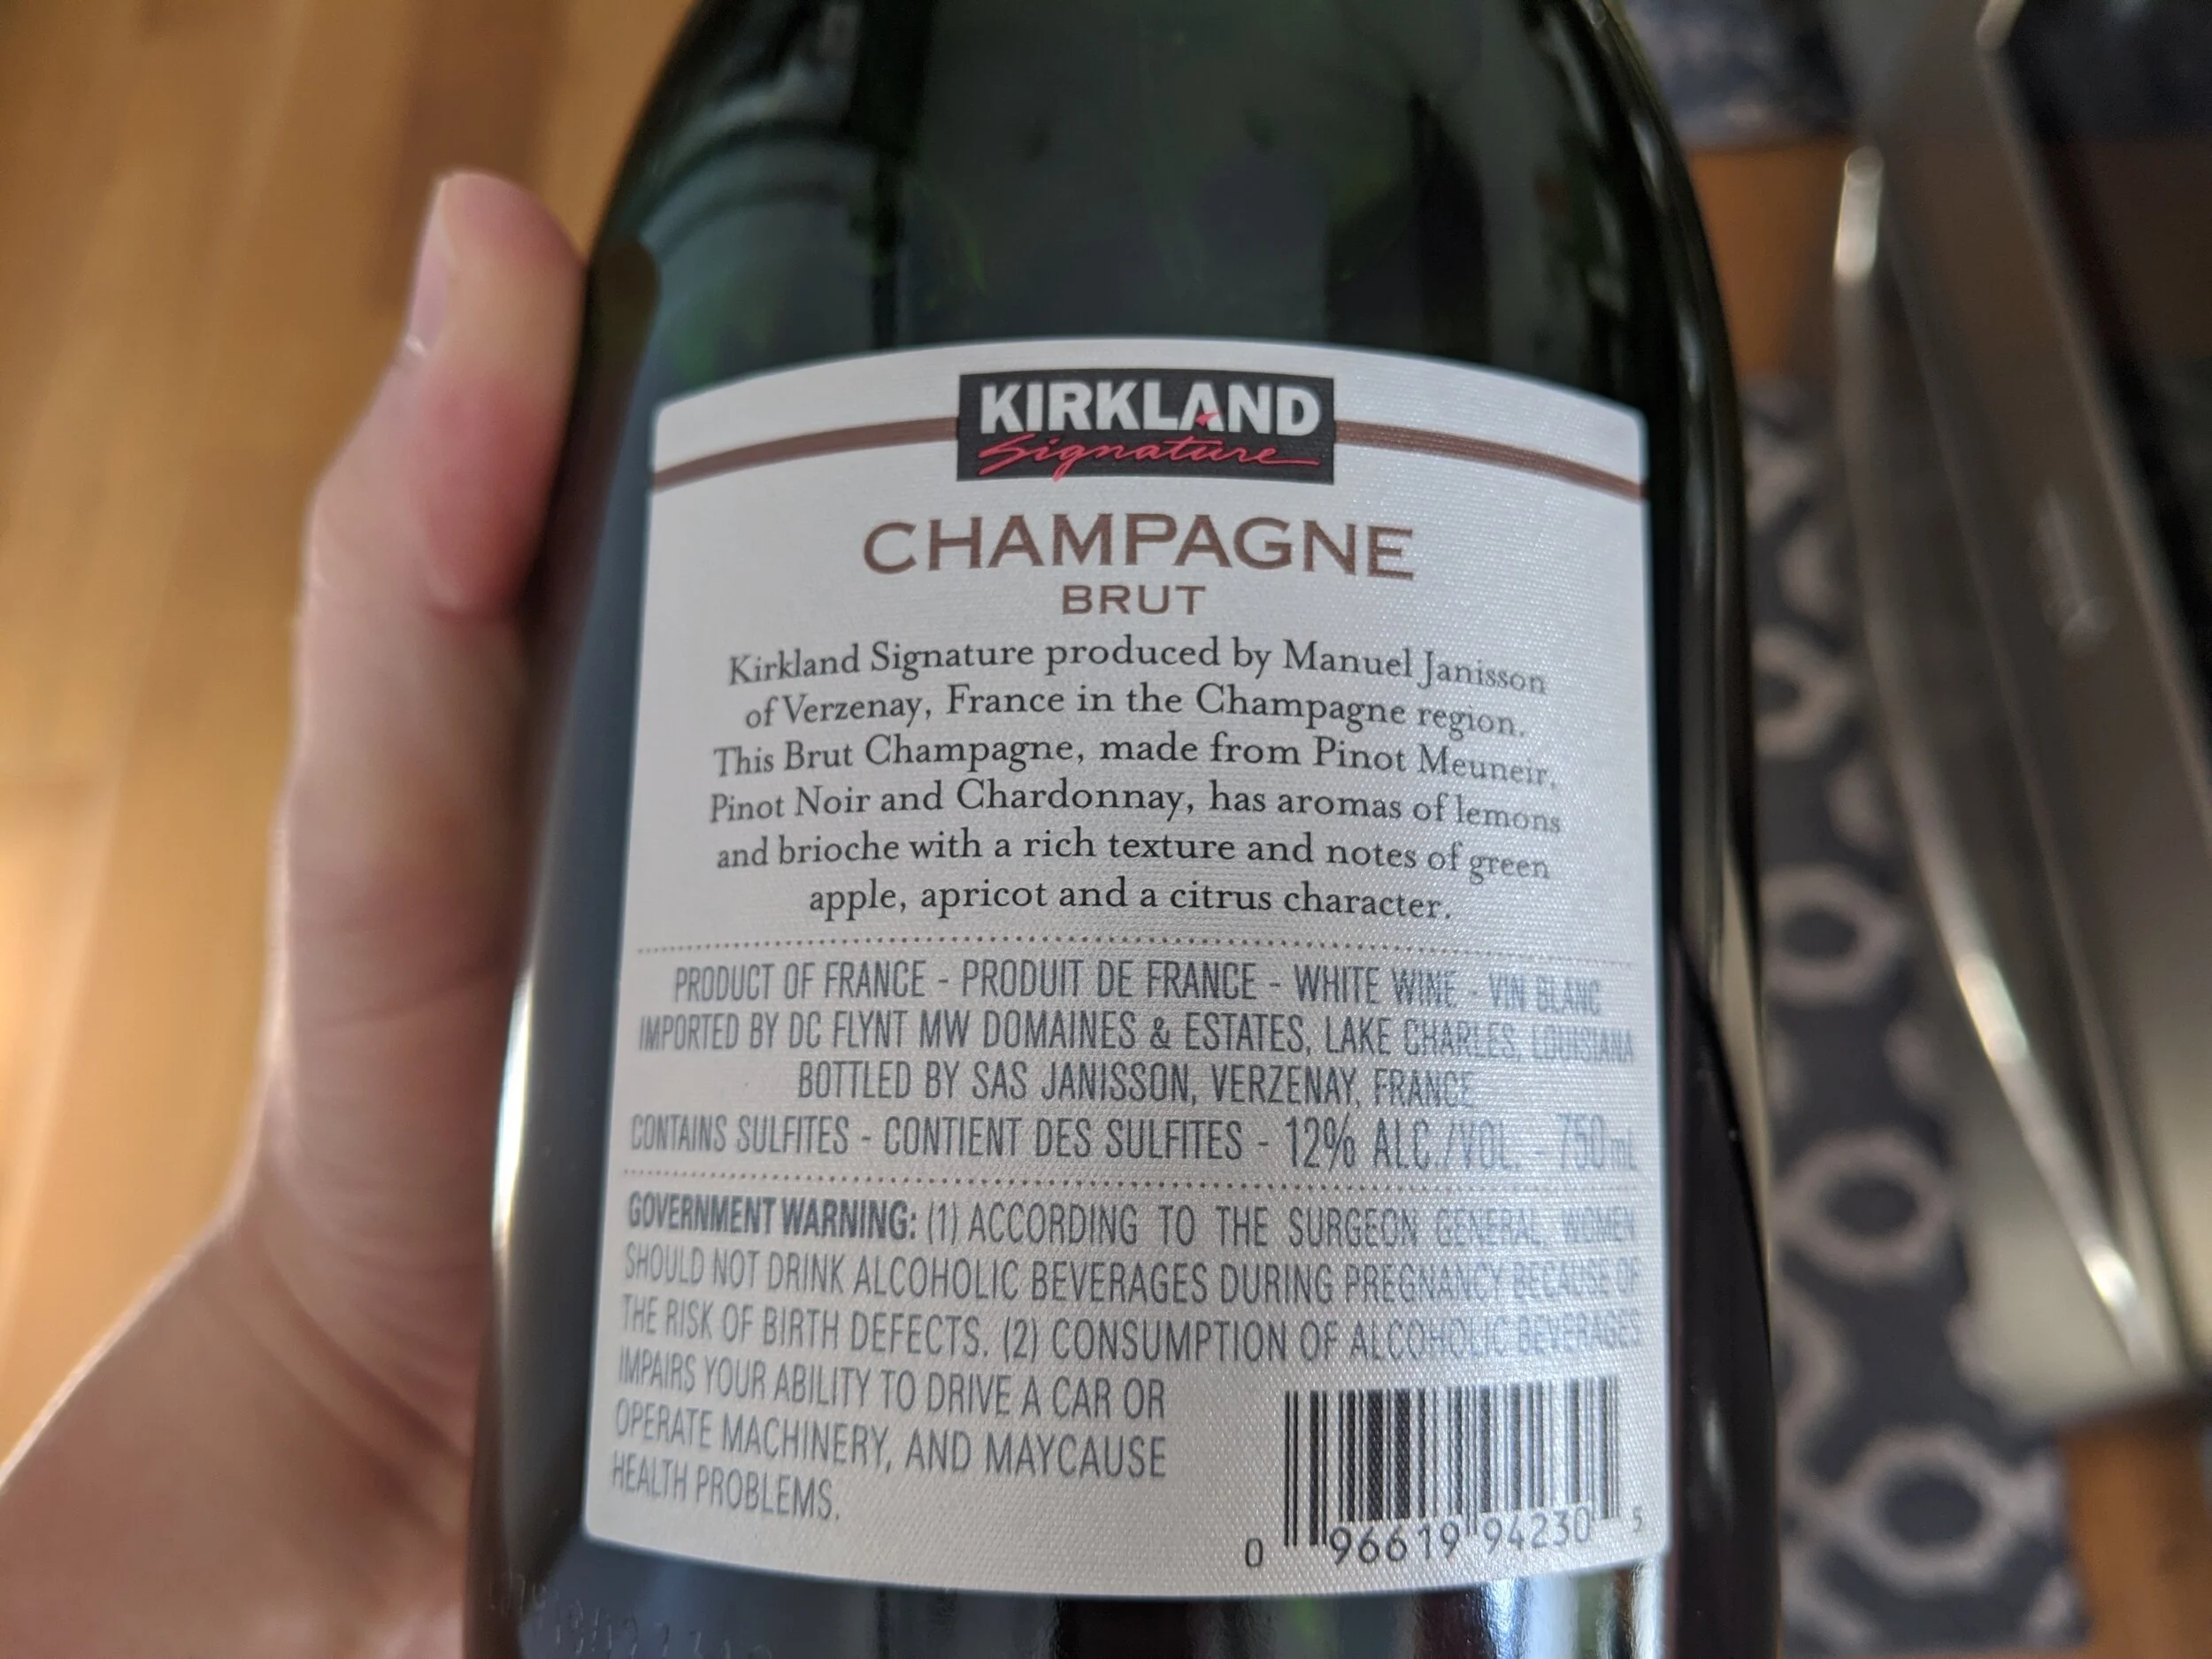 KIRKLAND
Signature
CHAMPAGNE
BRUT
Kirkland Signature produced by Manuel Janisson
of Verzenay, France in the Champagne region.
This Brut Champagne, made from Pinot Meuneir,
Pinot Noir and Chardonnay, has aromas of lemons
and brioche with a rich texture and notes of green
apple, apricot and a citrus character.
PRODUCT OF FRANCE - PRODUIT DE FRANCE - WHITE WINE - VIN BLANC
IMPORTED BY DC FLYNT MW DOMAINES & ESTATES, LAKE CHARLES, LOUISIANA
BOTTLED BY SAS JANISSON, VERZENAY, FRANCE
CONTAINS SULFITES - CONTIENT DES SULFITES - 12% ALC./VOL. - 750mL
GOVERNMENT WARNING: (1) ACCORDING TO THE SURGEON GENERAL, WOMEN
SHOULD NOT DRINK ALCOHOLIC BEVERAGES DURING PREGNANCY BECAUSE OF
THE RISK OF BIRTH DEFECTS. (2) CONSUMPTION OF ALCOHOLIC BEVERAGES
IMPAIRS YOUR ABILITY TO DRIVE A CAR OR
OPERATE MACHINERY, AND MAYCAUSE
HEALTH PROBLEMS.
0 96619 94230 5